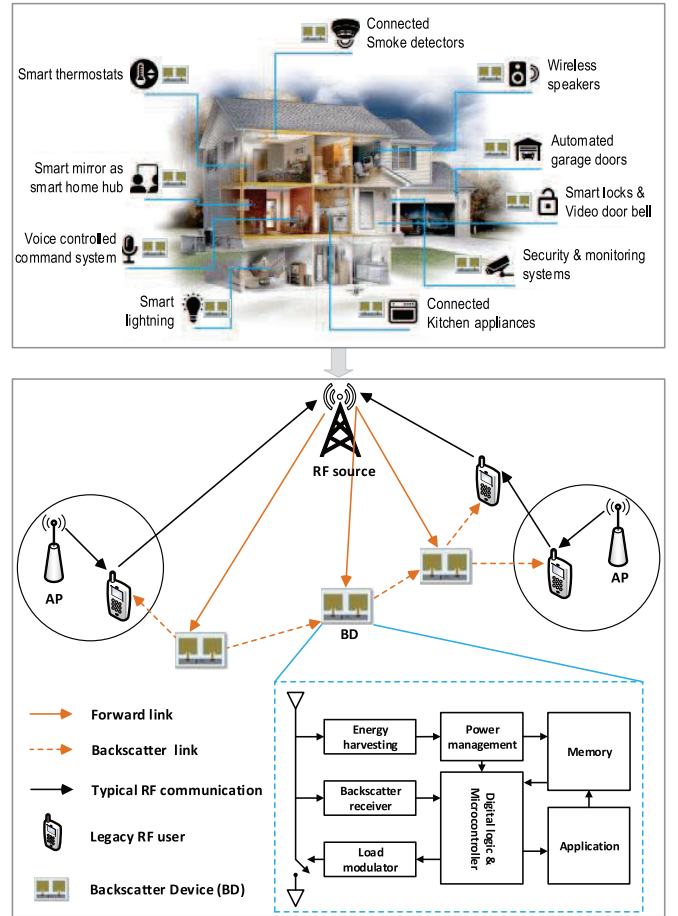 Connected
Smoke detectors
Smart thermostats
Wireless
speakers
Smart mirror as
smart home hub
Automated
garage doors
Smart locks &
Video door bell
Voice controlled
command system
Security & monitoring
systems
Smart
lightning
Connected
Kitchen appliances
RF source
AP
AP
BD
Forward link
Backscatter link
Typical RF communication
Legacy RF user
Backscatter Device (BD)
Energy
harvesting
Power
management
Memory
Backscatter
receiver
Digital logic &
Microcontroller
Load
modulator
Application